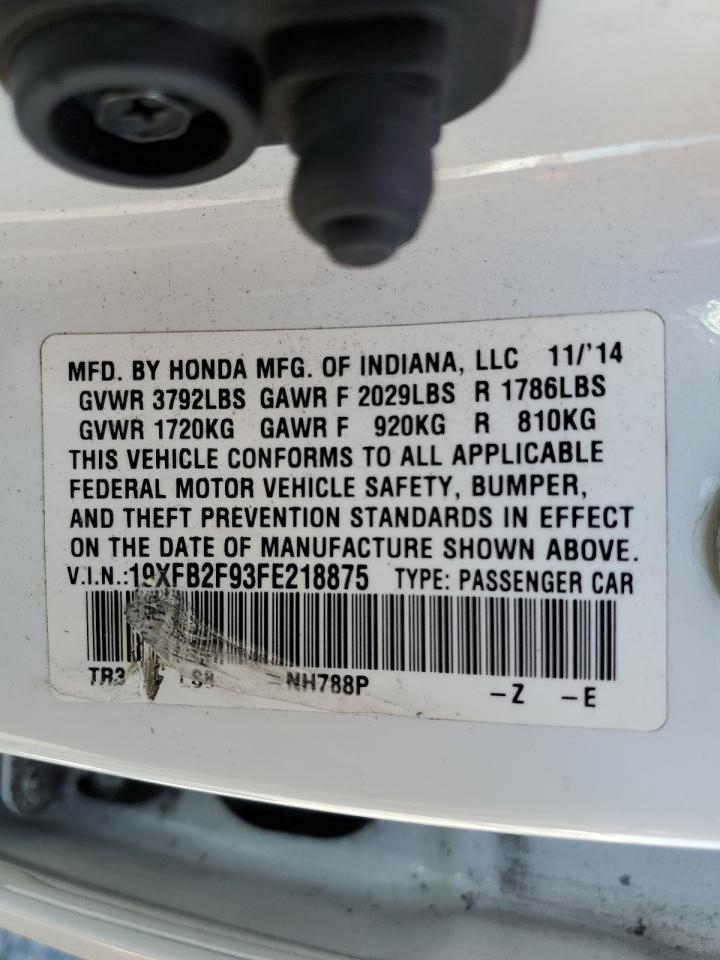 MFD. BY HONDA MFG. OF INDIANA, LLC 11/'14
GVWR 3792LBS GAWR F 2029LBS R 1786LBS
GVWR 1720KG GAWR F 920KG R 810KG
THIS VEHICLE CONFORMS TO ALL APPLICABLE
FEDERAL MOTOR VEHICLE SAFETY, BUMPER,
AND THEFT PREVENTION STANDARDS IN EFFECT
ON THE DATE OF MANUFACTURE SHOWN ABOVE.
V.I.N.:19XFB2F93FE218875 TYPE: PASSENGER CAR
TR3 NH788P -Z -E